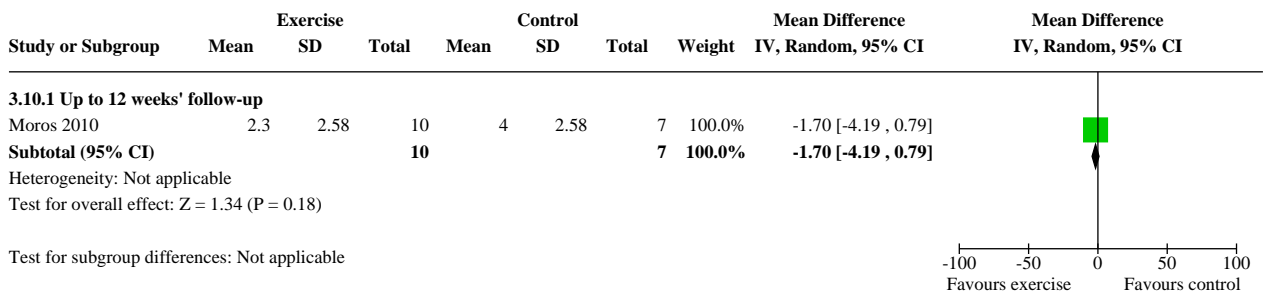 Exercise Control Mean Difference Mean Difference
Study or Subgroup Mean SD Total Mean SD Total Weight IV, Random, 95% CI IV, Random, 95% CI
3.10.1 Up to 12 weeks' follow-up
Moros 2010 2.3 2.58 10 4 2.58 7 100.0% -1.70 [-4.19 , 0.79]
Subtotal (95% CI) 10 7 100.0% -1.70 [-4.19 , 0.79]
Heterogeneity: Not applicable
Test for overall effect: Z = 1.34 (P = 0.18)
Test for subgroup differences: Not applicable
-100 -50 0 50 100
Favours exercise Favours control